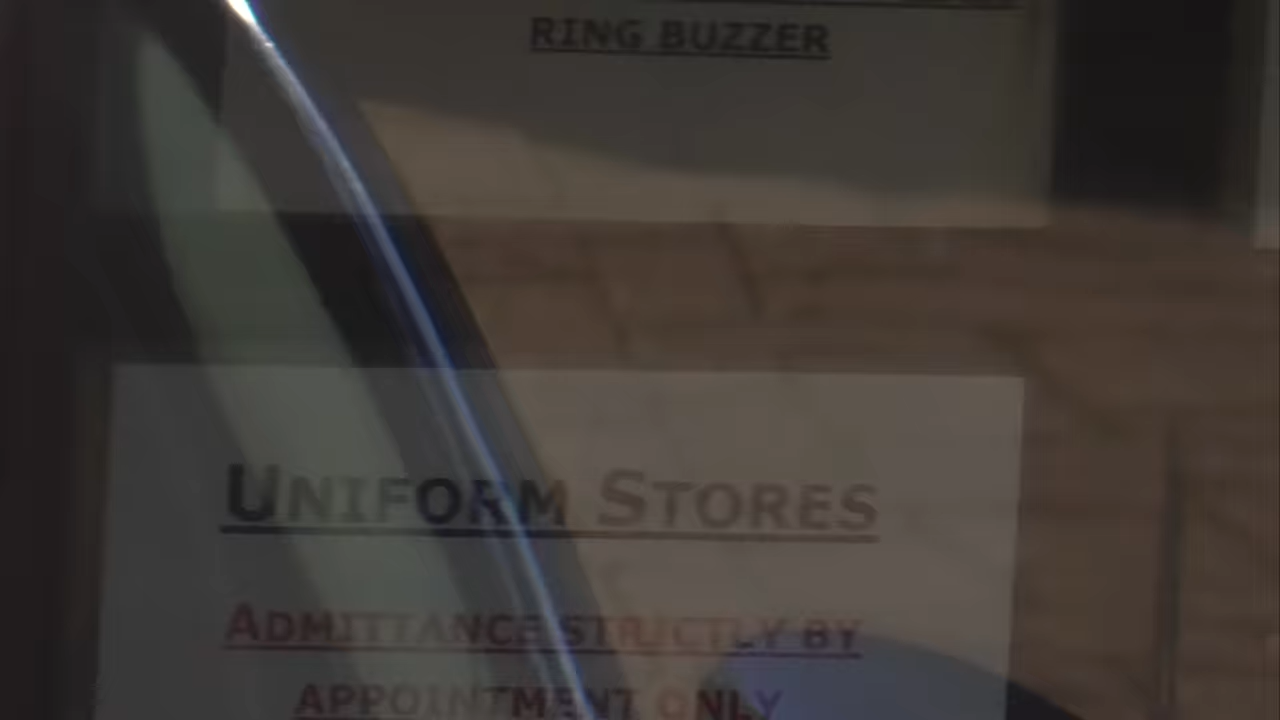 RING BUZZER
UNIFORM STORES
ADMITTANCE STRICTLY BY
APPOINTMENT ONLY